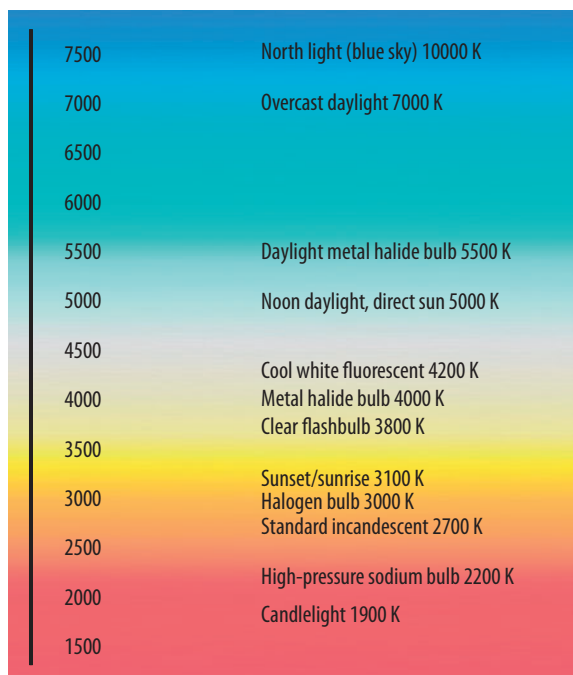 7500 North light (blue sky) 10000 K
7000 Overcast daylight 7000 K
6500
6000
5500 Daylight metal halide bulb 5500 K
5000 Noon daylight, direct sun 5000 K
4500
Cool white fluorescent 4200 K
4000 Metal halide bulb 4000 K
Clear flashbulb 3800 K
3500
Sunset/sunrise 3100 K
3000 Halogen bulb 3000 K
Standard incandescent 2700 K
2500
High-pressure sodium bulb 2200 K
2000
Candlelight 1900 K
1500